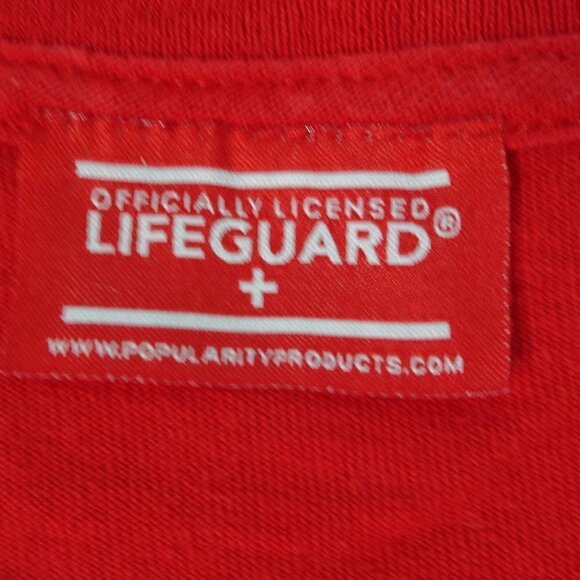 OFFICIALLY LICENSED
LIFEGUARD®
+
WWW.POPULARITYPRODUCTS.COM